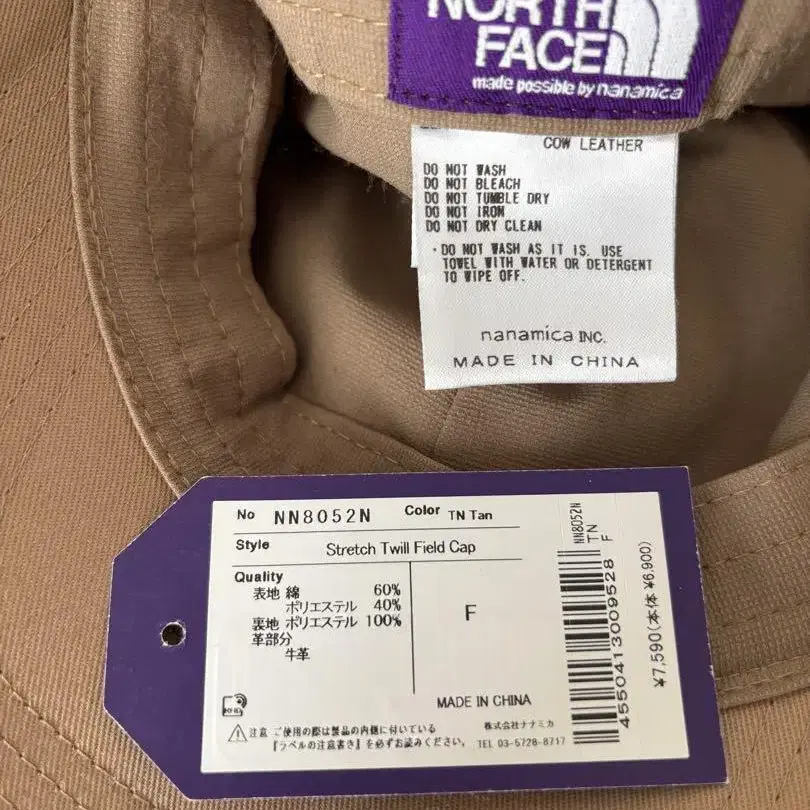 NORTH
FACE
made possible by nanamica
COW LEATHER
DO NOT WASH
DO NOT BLEACH
DO NOT TUMBLE DRY
DO NOT IRON
DO NOT DRY CLEAN
・DO NOT WASH AS IT IS. USE
TOWEL WITH WATER OR DETERGENT
TO WIPE OFF.
nanamica INC.
MADE IN CHINA
No NN8052N Color TN Tan
Style Stretch Twill Field Cap
Quality
表地 綿 60%
ポリエステル 40%
裏地 ポリエステル 100%
革部分
牛革
F
MADE IN CHINA
注意 ご使用の際は製品の内側に付いている
『ラベルの注意書き』を必ずお読みください。
株式会社ナナミカ
TEL 03-5728-8717
NN8052N
TN
F
4550413009528
¥7,590(本体 ¥6,900)